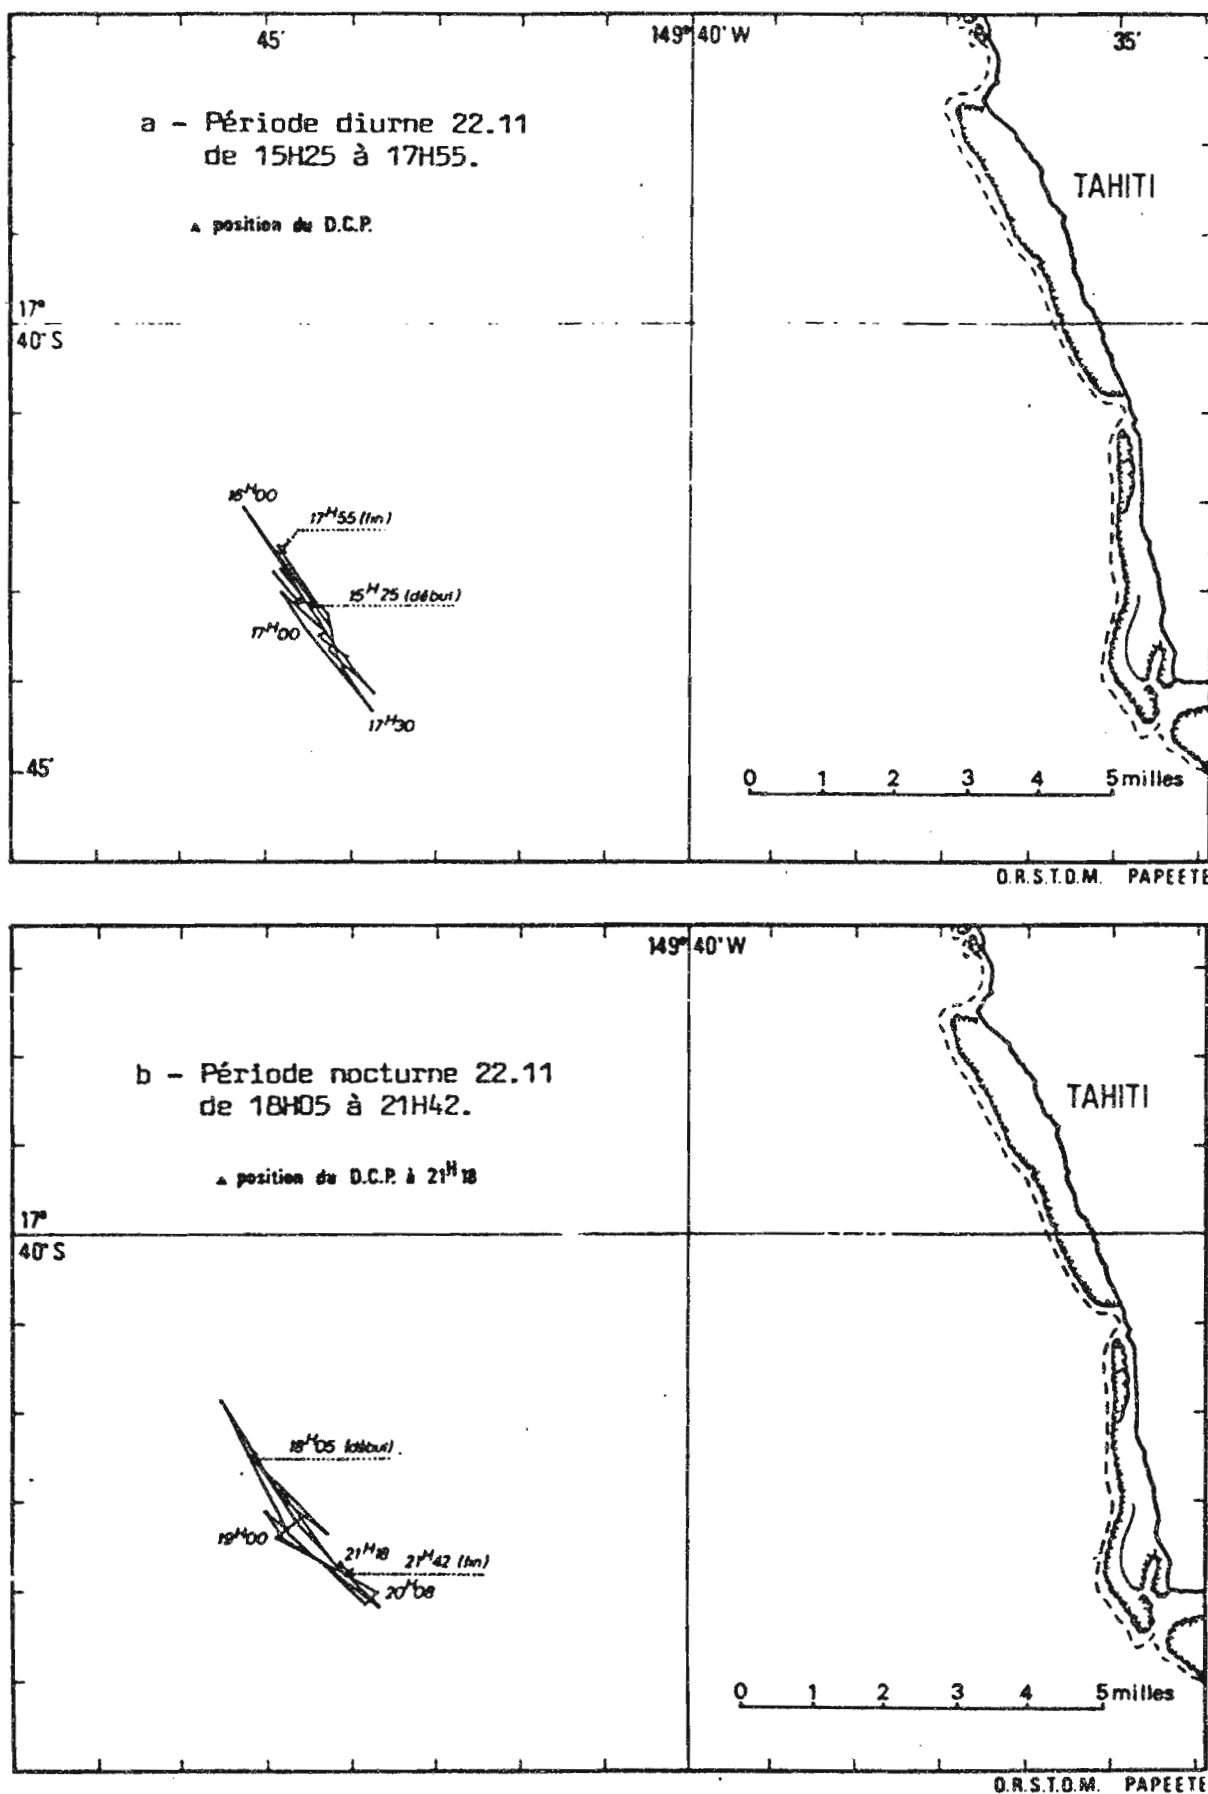 45' 149° 40' W 35'
a - Période diurne 22.11
de 15H25 à 17H55.
TAHITI
▲ position du D.C.P.
17°
40' S
16H00
17H55 (fin)
15H25 (début)
17H00
17H30
45'
0 1 2 3 4 5 milles
O.R.S.T.O.M. PAPEETE
149° 40' W
b - Période nocturne 22.11
de 18H05 à 21H42.
TAHITI
▲ position du D.C.P. à 21H18
17°
40' S
18H05 (début)
19H00
21H18 21H42 (fin)
20H08
0 1 2 3 4 5 milles
O.R.S.T.O.M. PAPEETE